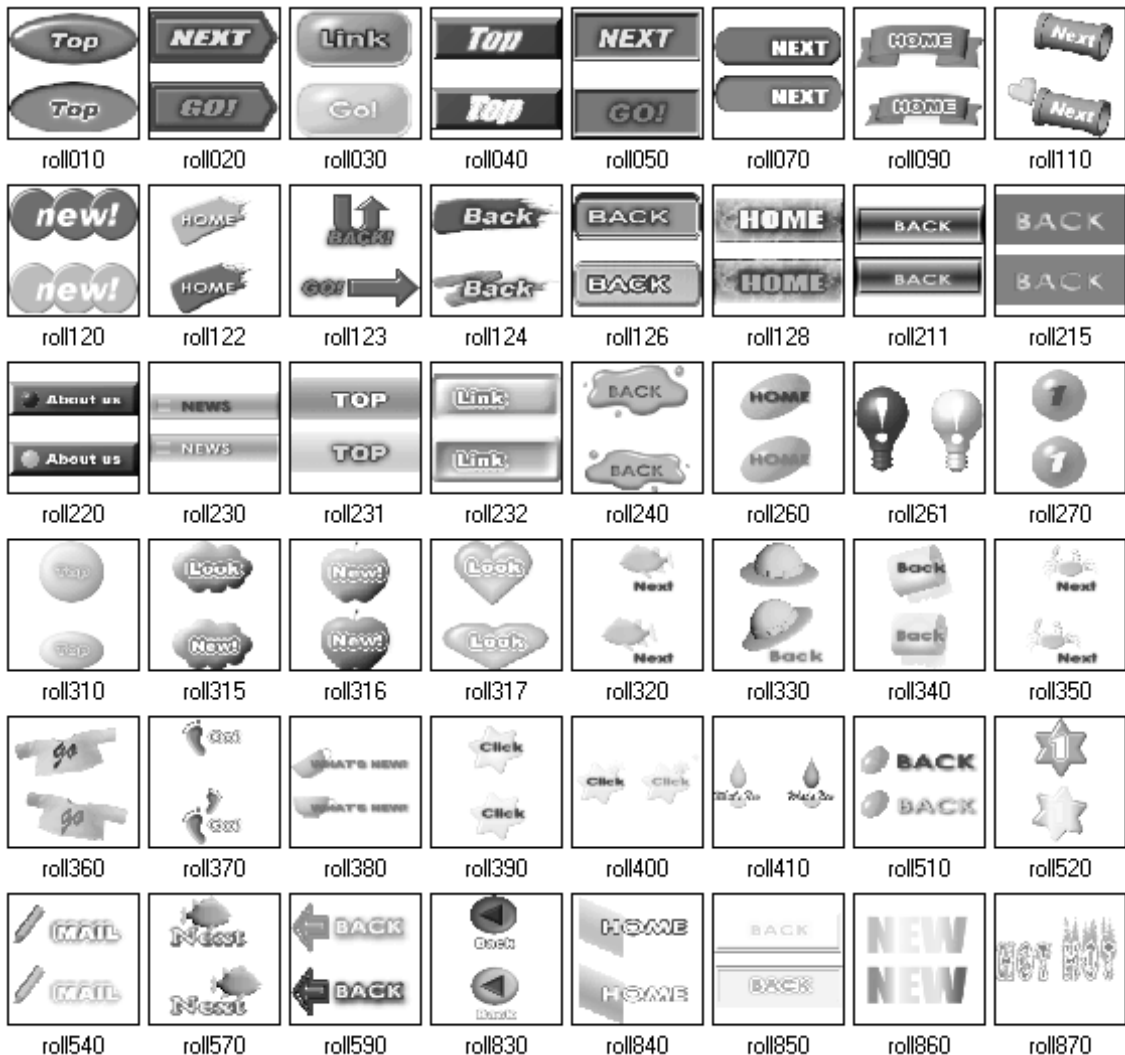 Top NEXT Link Top NEXT NEXT HOME Next
Top GO! Go! Top GO! NEXT HOME Next
roll010 roll020 roll030 roll040 roll050 roll070 roll090 roll110
new! HOME BACK! Back BACK HOME BACK BACK
new! HOME GO! Back BACK HOME BACK BACK
roll120 roll122 roll123 roll124 roll126 roll128 roll211 roll215
About us NEWS TOP Link BACK HOME ! ! 1
About us NEWS TOP Link BACK HOME 1
roll220 roll230 roll231 roll232 roll240 roll260 roll261 roll270
Top Look New! Look Next Back Next
Top New! New! Look Next Back Back Next
roll310 roll315 roll316 roll317 roll320 roll330 roll340 roll350
go Go! WHAT'S NEW! Click Click Click What's New What's New BACK 1
go Go! WHAT'S NEW! Click BACK 1
roll360 roll370 roll380 roll390 roll400 roll410 roll510 roll520
MAIL Next BACK Back HOME BACK NEW HOT HOT
MAIL Next BACK Back HOME BACK NEW
roll540 roll570 roll590 roll830 roll840 roll850 roll860 roll870